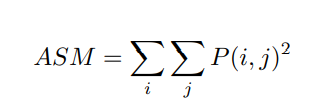 ASM = ∑_i ∑_j P(i, j)²